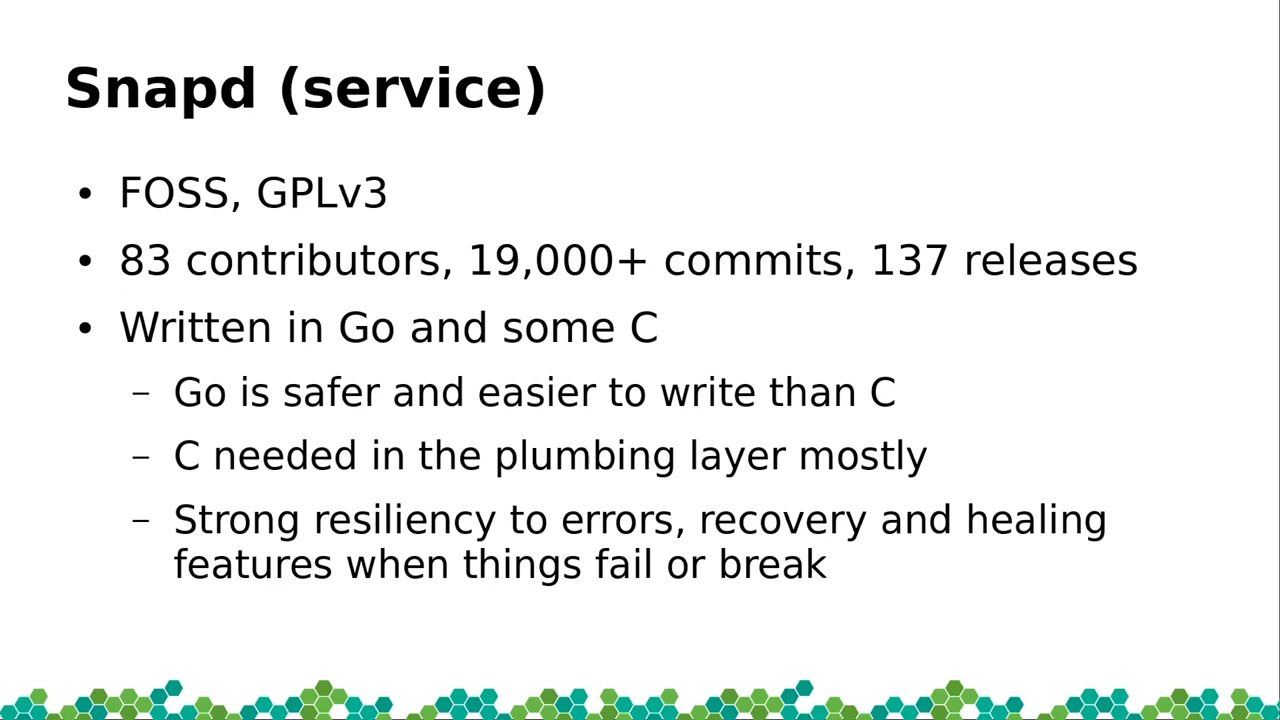 Snapd (service)
• FOSS, GPLv3
• 83 contributors, 19,000+ commits, 137 releases
• Written in Go and some C
– Go is safer and easier to write than C
– C needed in the plumbing layer mostly
– Strong resiliency to errors, recovery and healing
features when things fail or break